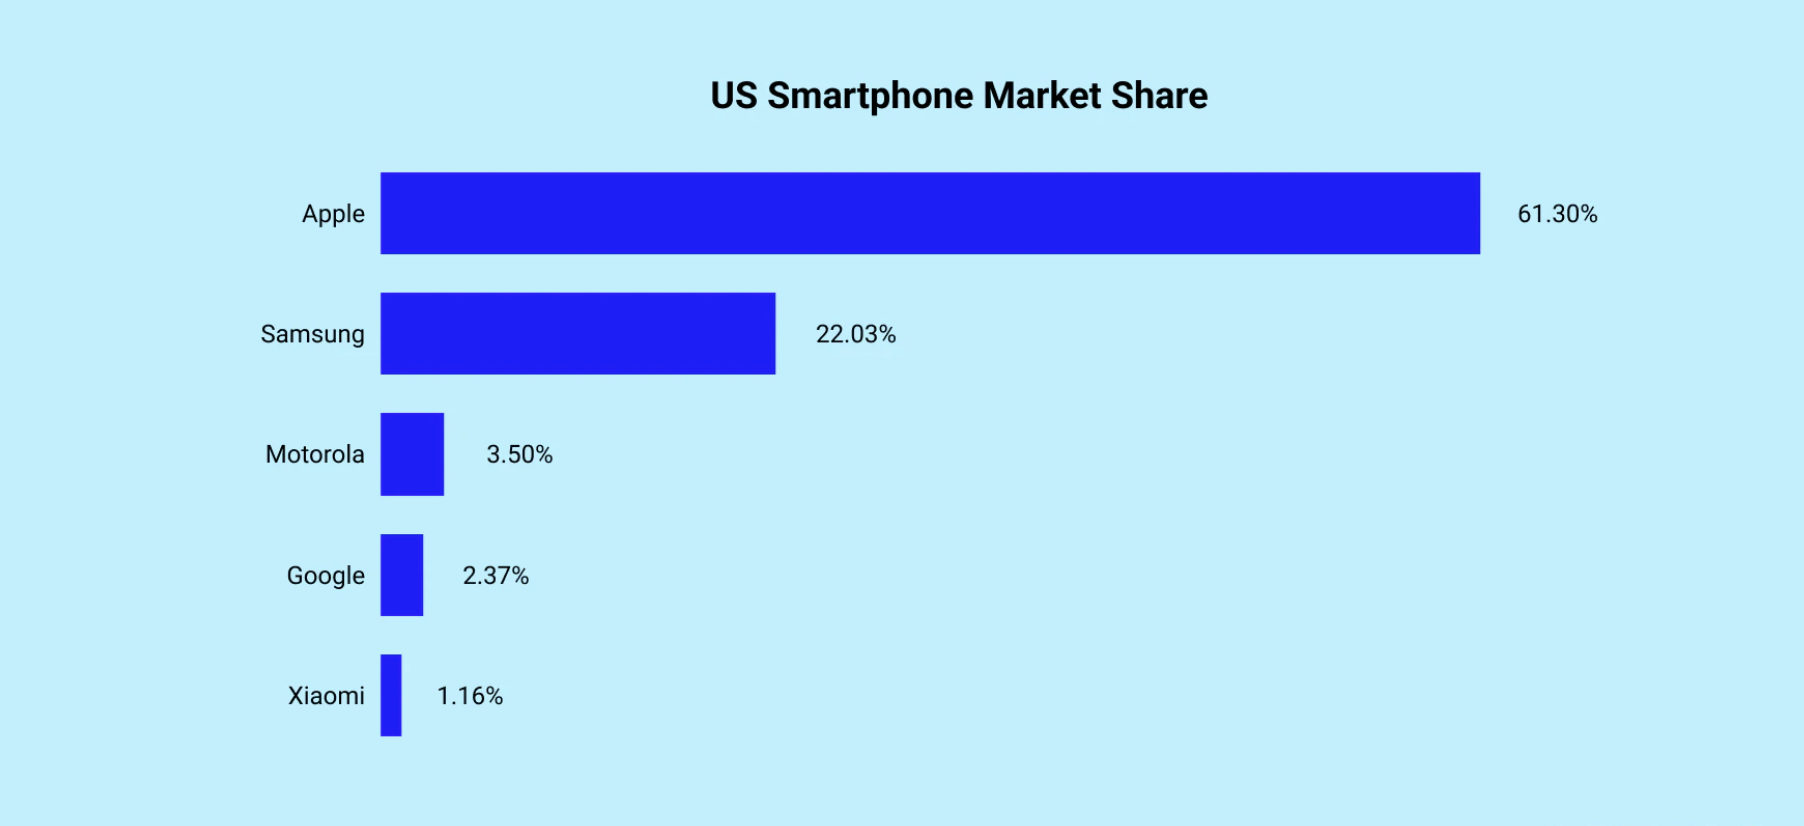 US Smartphone Market Share
Apple 61.30%
Samsung 22.03%
Motorola 3.50%
Google 2.37%
Xiaomi 1.16%